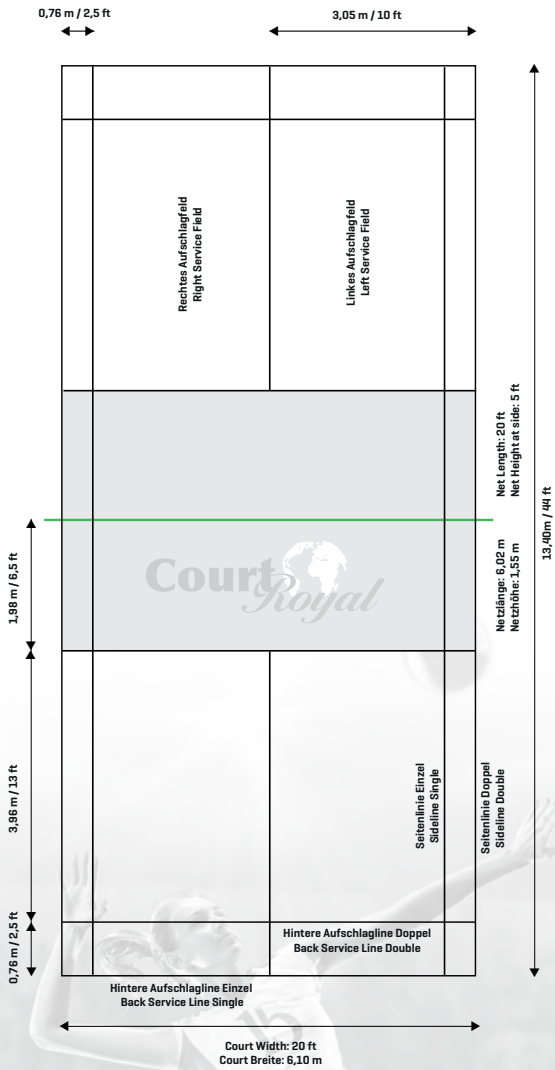 0,76 m / 2,5 ft
3,05 m / 10 ft
Rechtes Aufschlagfeld
Right Service Field
Linkes Aufschlagfeld
Left Service Field
Net Length: 20 ft
Net Height at side: 5 ft
13,40m / 44 ft
1,98 m / 6,5 ft
Court
Royal
Netzlänge: 6,02 m
Netzhöhe: 1,55 m
3,96 m / 13 ft
Seitenlinie Einzel
Sideline Single
Seitenlinie Doppel
Sideline Double
0,76 m / 2,5 ft
Hintere Aufschlagline Doppel
Back Service Line Double
Hintere Aufschlagline Einzel
Back Service Line Single
Court Width: 20 ft
Court Breite: 6,10 m